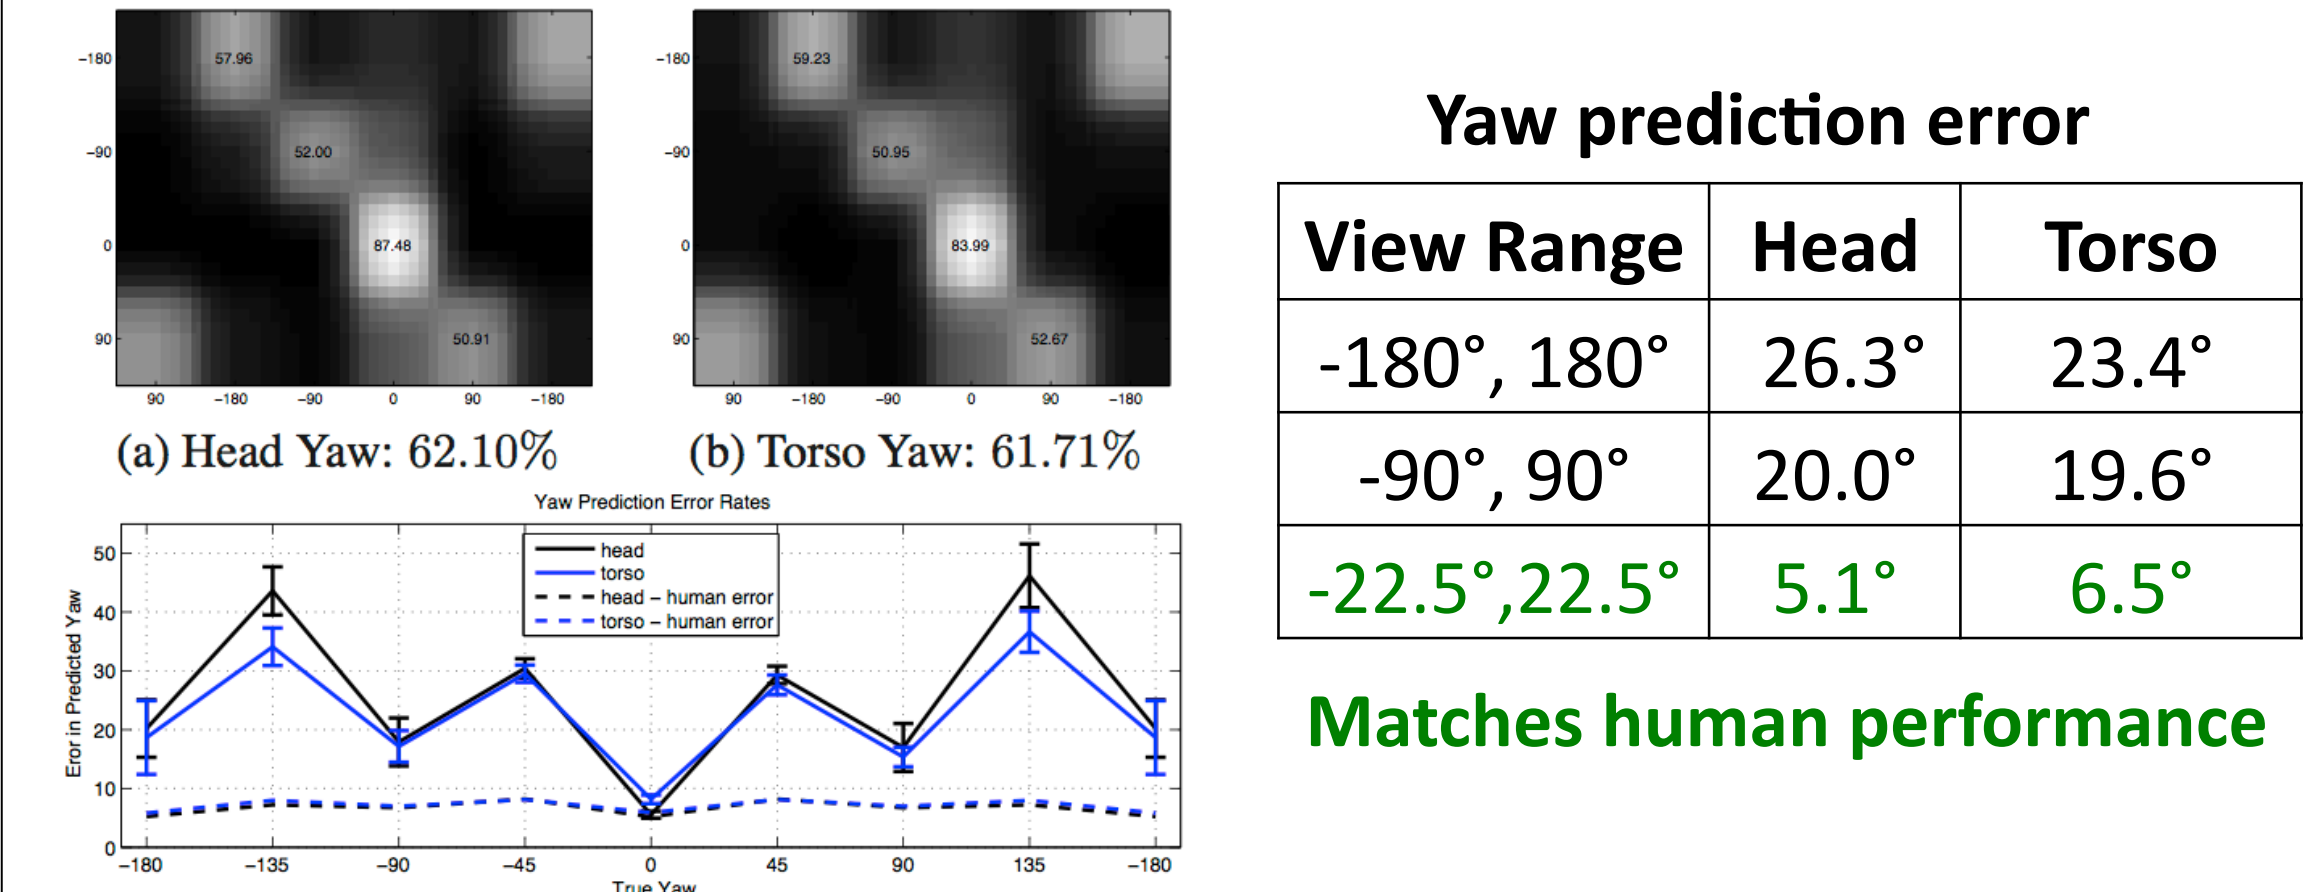 −180
57.96
−90
52.00
0
87.48
90
50.91
90 −180 −90 0 90 −180
(a) Head Yaw: 62.10%
−180
59.23
−90
50.95
0
83.99
90
52.67
90 −180 −90 0 90 −180
(b) Torso Yaw: 61.71%
Yaw Prediction Error Rates
head
torso
head − human error
torso − human error
Error in Predicted Yaw
50
40
30
20
10
0
−180 −135 −90 −45 0 45 90 135 −180
True Yaw
Yaw prediction error
View Range Head Torso
-180°, 180° 26.3° 23.4°
-90°, 90° 20.0° 19.6°
-22.5°,22.5° 5.1° 6.5°
Matches human performance